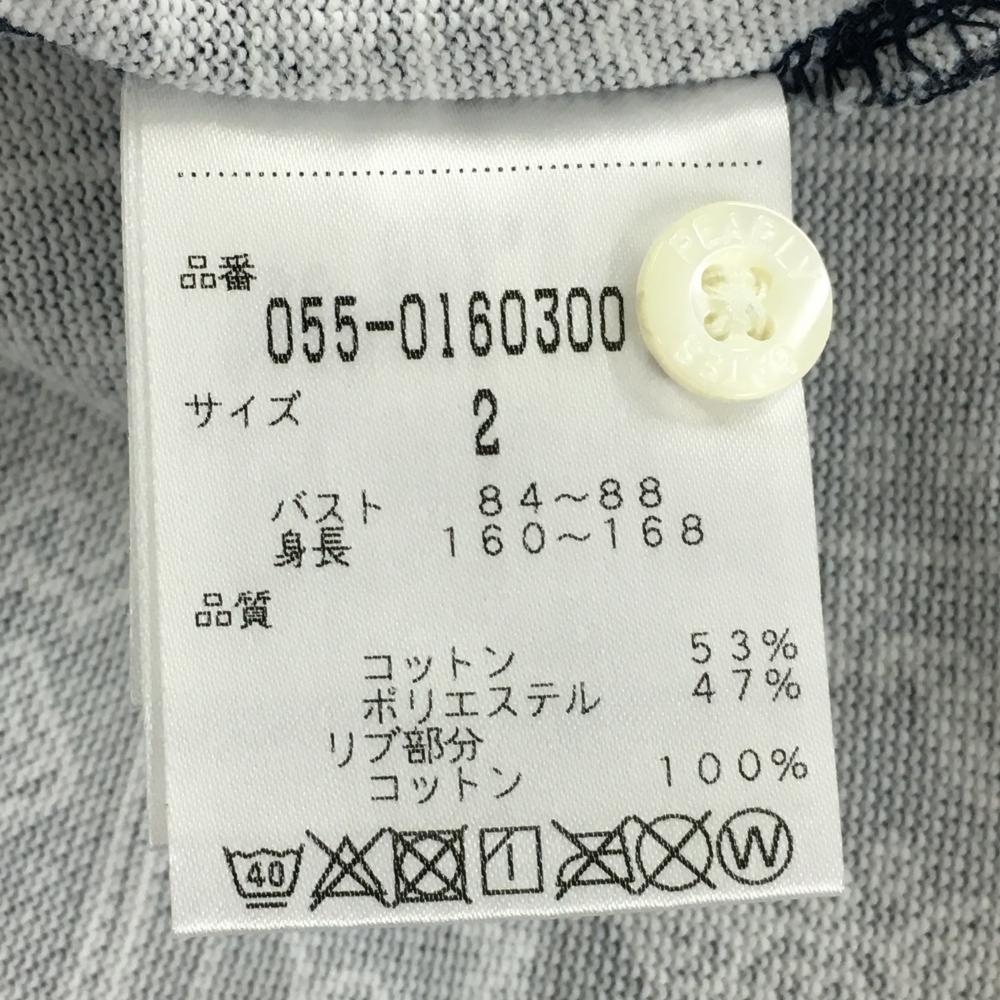 品番
055-0160300
サイズ 2
バスト 84～88
身長 160～168
品質
コットン 53%
ポリエステル 47%
リブ部分
コットン 100%
40 W